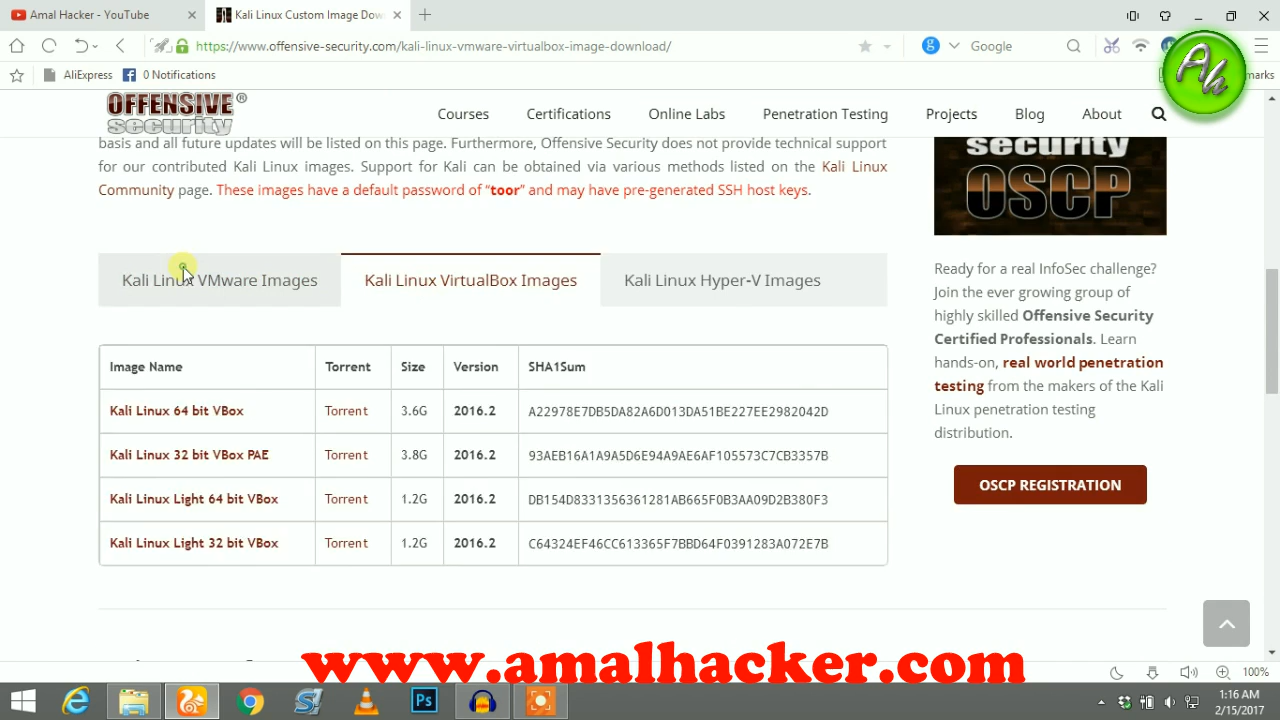 Amal Hacker - YouTube
Kali Linux Custom Image Dow
https://www.offensive-security.com/kali-linux-vmware-virtualbox-image-download/
Google
AliExpress
0 Notifications
marks
Ah
OFFENSIVE®
security
Courses
Certifications
Online Labs
Penetration Testing
Projects
Blog
About
basis and all future updates will be listed on this page. Furthermore, Offensive Security does not provide technical support
for our contributed Kali Linux images. Support for Kali can be obtained via various methods listed on the Kali Linux
Community page. These images have a default password of “toor” and may have pre-generated SSH host keys.
Kali Linux VMware Images
Kali Linux VirtualBox Images
Kali Linux Hyper-V Images
Image Name Torrent Size Version SHA1Sum
Kali Linux 64 bit VBox Torrent 3.6G 2016.2 A22978E7DB5DA82A6D013DA51BE227EE2982042D
Kali Linux 32 bit VBox PAE Torrent 3.8G 2016.2 93AEB16A1A9A5D6E94A9AE6AF105573C7CB3357B
Kali Linux Light 64 bit VBox Torrent 1.2G 2016.2 DB154D8331356361281AB665F0B3AA09D2B380F3
Kali Linux Light 32 bit VBox Torrent 1.2G 2016.2 C64324EF46CC613365F7BBD64F0391283A072E7B
security
OSCP
Ready for a real InfoSec challenge?
Join the ever growing group of
highly skilled Offensive Security
Certified Professionals. Learn
hands-on, real world penetration
testing from the makers of the Kali
Linux penetration testing
distribution.
OSCP REGISTRATION
www.amalhacker.com
100%
Ps
1:16 AM
2/15/2017